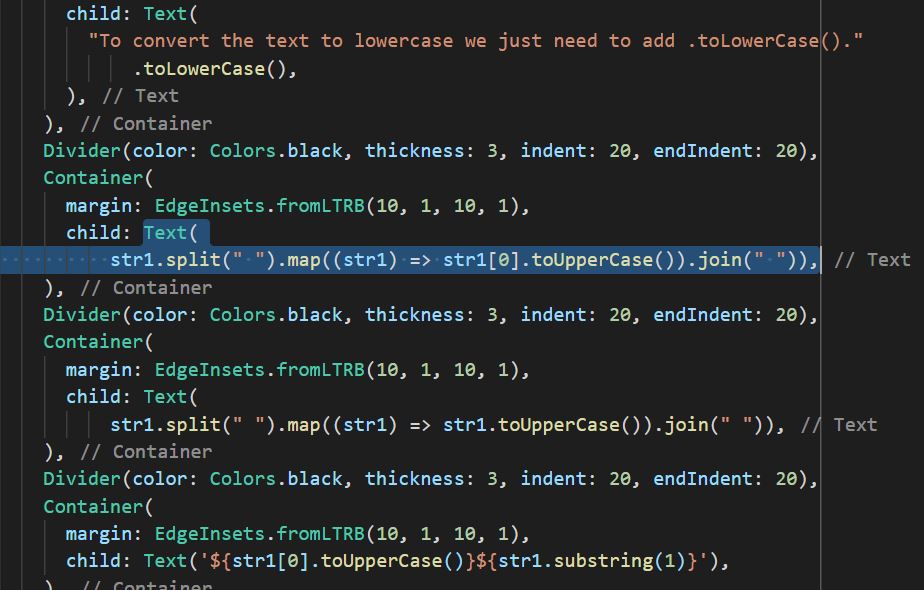 child: Text(
"To convert the text to lowercase we just need to add .toLowerCase()."
.toLowerCase(),
), // Text
), // Container
Divider(color: Colors.black, thickness: 3, indent: 20, endIndent: 20),
Container(
margin: EdgeInsets.fromLTRB(10, 1, 10, 1),
child: Text(
str1.split(" ").map((str1) => str1[0].toUpperCase()).join(" ")), // Text
), // Container
Divider(color: Colors.black, thickness: 3, indent: 20, endIndent: 20),
Container(
margin: EdgeInsets.fromLTRB(10, 1, 10, 1),
child: Text(
str1.split(" ").map((str1) => str1.toUpperCase()).join(" ")), // Text
), // Container
Divider(color: Colors.black, thickness: 3, indent: 20, endIndent: 20),
Container(
margin: EdgeInsets.fromLTRB(10, 1, 10, 1),
child: Text('${str1[0].toUpperCase()}${str1.substring(1)}'),
), // Container